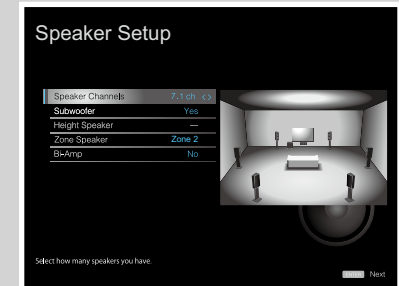 Speaker Setup
Speaker Channels 7.1 ch <>
Subwoofer Yes
Height Speaker ---
Zone Speaker Zone 2
Bi-Amp No
Select how many speakers you have.
ENTER Next